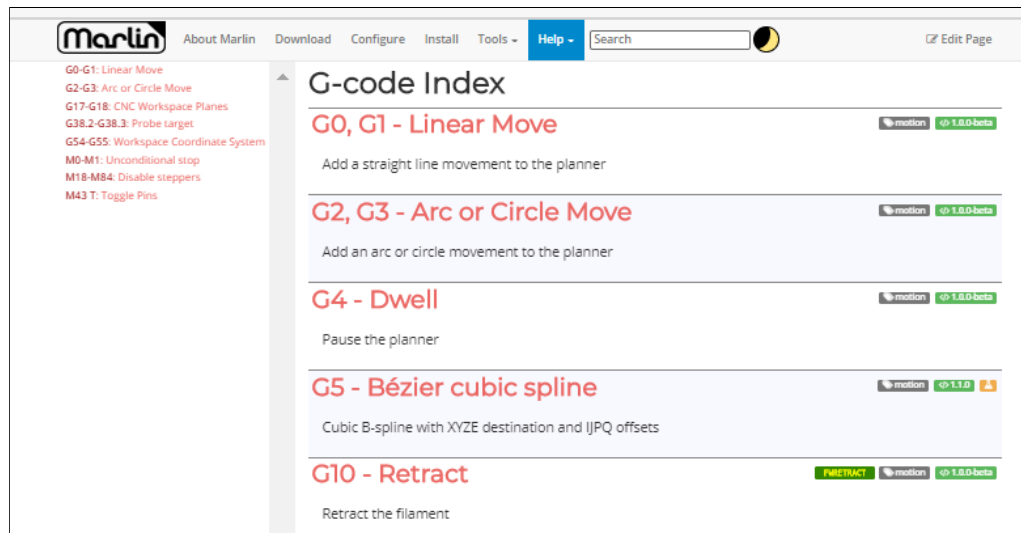 Marlin
About Marlin Download Configure Install Tools Help Search Edit Page
G0-G1: Linear Move
G2-G3: Arc or Circle Move
G17-G18: CNC Workspace Planes
G38.2-G38.3: Probe target
G54-G55: Workspace Coordinate System
M0-M1: Unconditional stop
M18-M84: Disable steppers
M43 T: Toggle Pins
G-code Index
G0, G1 - Linear Move motion </> 1.0.0-beta
Add a straight line movement to the planner
G2, G3 - Arc or Circle Move motion </> 1.0.0-beta
Add an arc or circle movement to the planner
G4 - Dwell motion </> 1.0.0-beta
Pause the planner
G5 - Bézier cubic spline motion </> 1.1.0
Cubic B-spline with XYZE destination and IJPQ offsets
G10 - Retract FWRETRACT motion </> 1.0.0-beta
Retract the filament